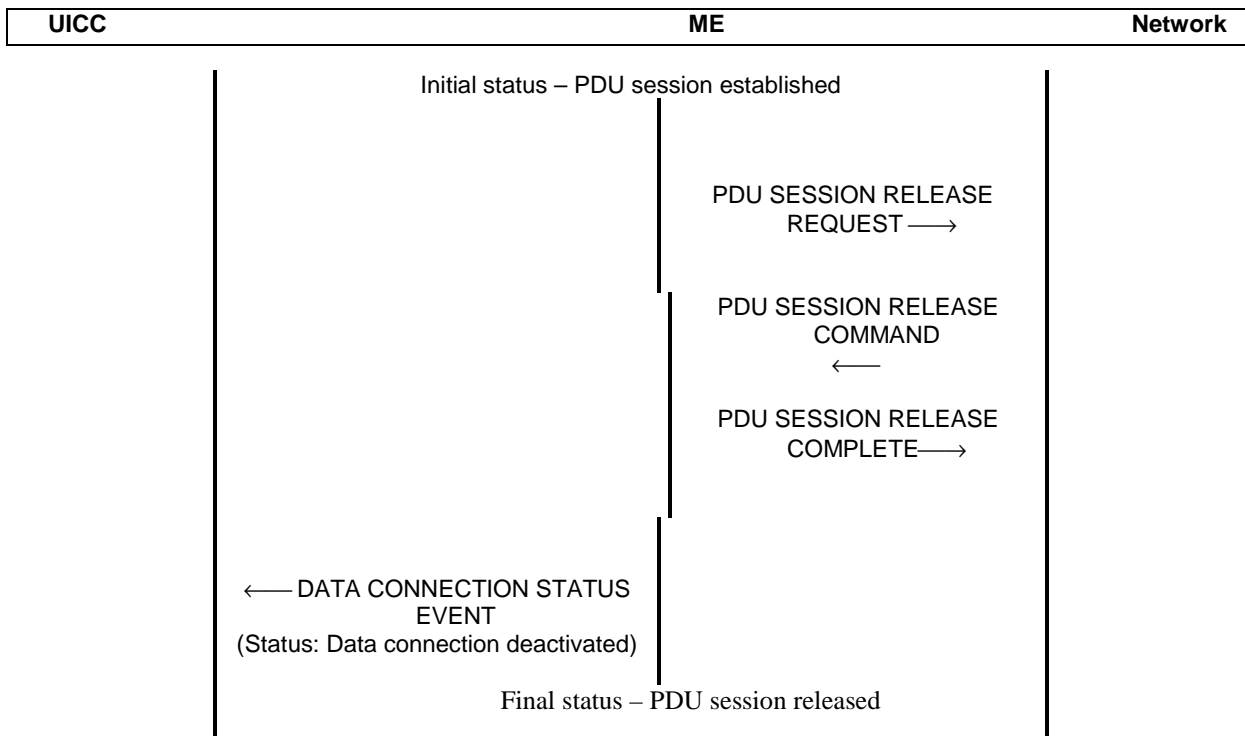 UICC ME Network
Initial status – PDU session established
PDU SESSION RELEASE
REQUEST ⟶
PDU SESSION RELEASE
COMMAND
⟵
PDU SESSION RELEASE
COMPLETE⟶
⟵ DATA CONNECTION STATUS
EVENT
(Status: Data connection deactivated)
Final status – PDU session released